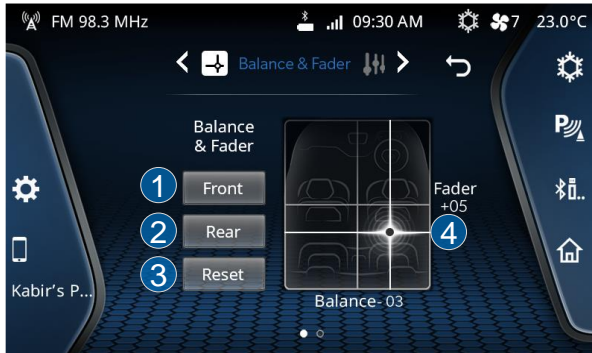 FM 98.3 MHz 09:30 AM 7 23.0°C
Balance & Fader
Balance
& Fader
1 Front
2 Rear
3 Reset
Fader
+05
4
Balance- 03
Kabir's P...
P